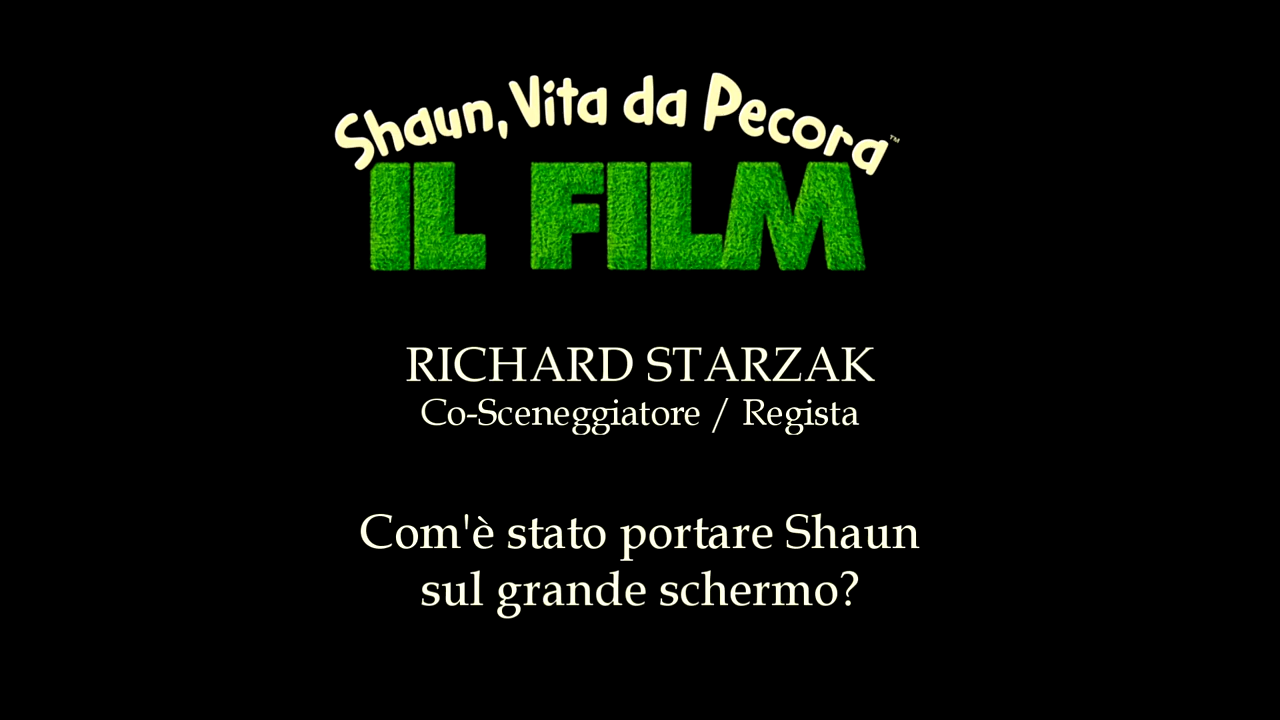 Shaun, Vita da Pecora™
IL FILM
RICHARD STARZAK
Co-Sceneggiatore / Regista
Com'è stato portare Shaun
sul grande schermo?